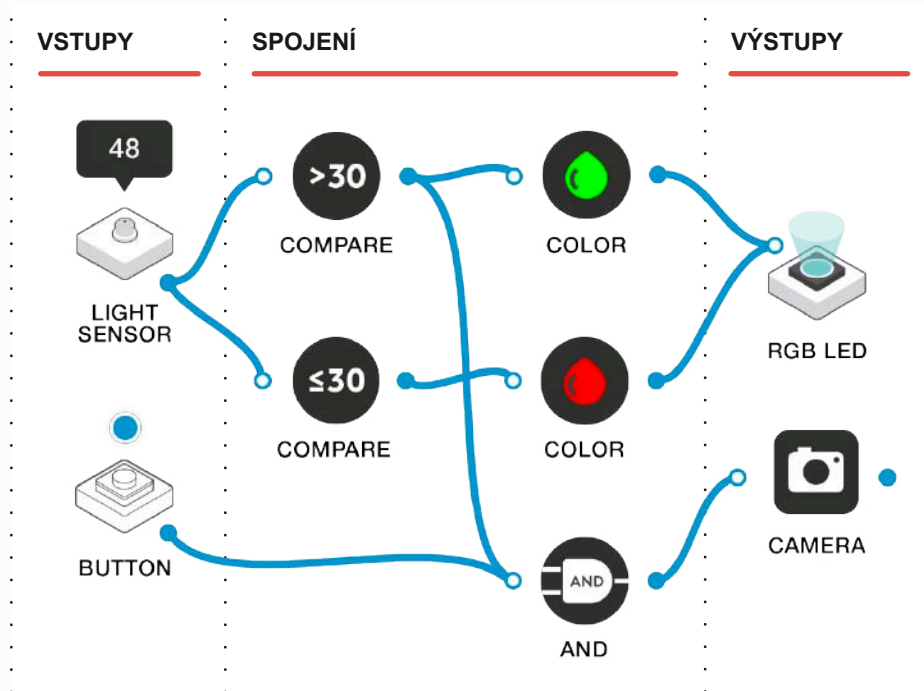 VSTUPY
SPOJENÍ
VÝSTUPY
48
>30
COMPARE
COLOR
LIGHT
SENSOR
RGB LED
≤30
COMPARE
COLOR
BUTTON
CAMERA
AND
AND